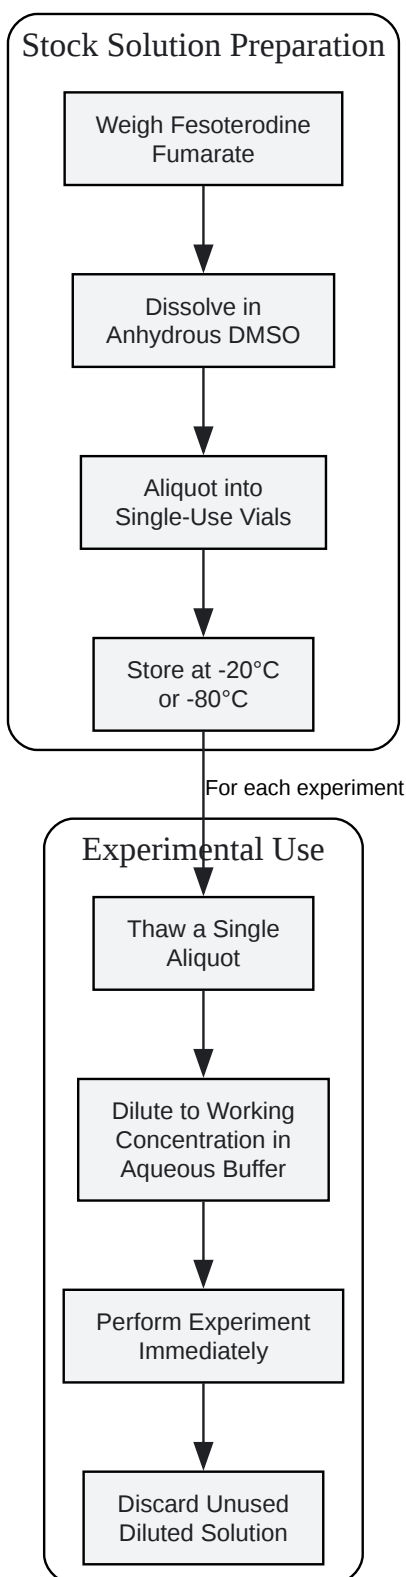 Stock Solution Preparation
Weigh Fesoterodine
Fumarate
Dissolve in
Anhydrous DMSO
Aliquot into
Single-Use Vials
Store at -20°C
or -80°C
For each experiment
Experimental Use
Thaw a Single
Aliquot
Dilute to Working
Concentration in
Aqueous Buffer
Perform Experiment
Immediately
Discard Unused
Diluted Solution